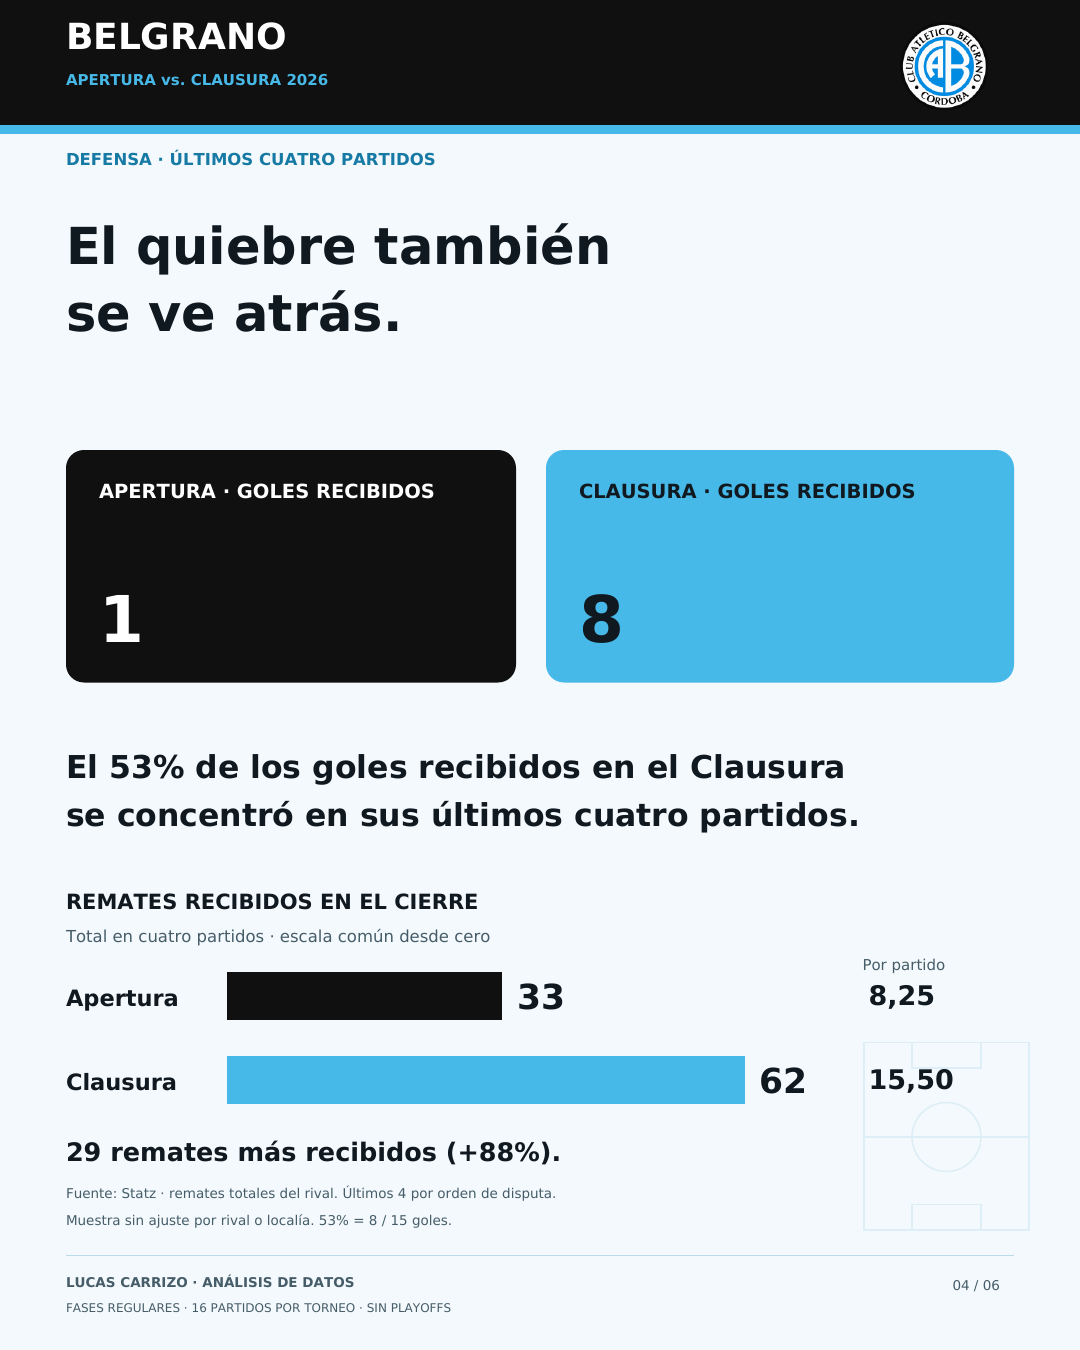 BELGRANO
APERTURA vs. CLAUSURA 2026
CLUB ATLETICO BELGRANO
CAB
• CORDOBA •
DEFENSA · ÚLTIMOS CUATRO PARTIDOS
El quiebre también
se ve atrás.
APERTURA · GOLES RECIBIDOS
1
CLAUSURA · GOLES RECIBIDOS
8
El 53% de los goles recibidos en el Clausura
se concentró en sus últimos cuatro partidos.
REMATES RECIBIDOS EN EL CIERRE
Total en cuatro partidos · escala común desde cero
Por partido
Apertura 33 8,25
Clausura 62 15,50
29 remates más recibidos (+88%).
Fuente: Statz · remates totales del rival. Últimos 4 por orden de disputa.
Muestra sin ajuste por rival o localía. 53% = 8 / 15 goles.
LUCAS CARRIZO · ANÁLISIS DE DATOS
04 / 06
FASES REGULARES · 16 PARTIDOS POR TORNEO · SIN PLAYOFFS